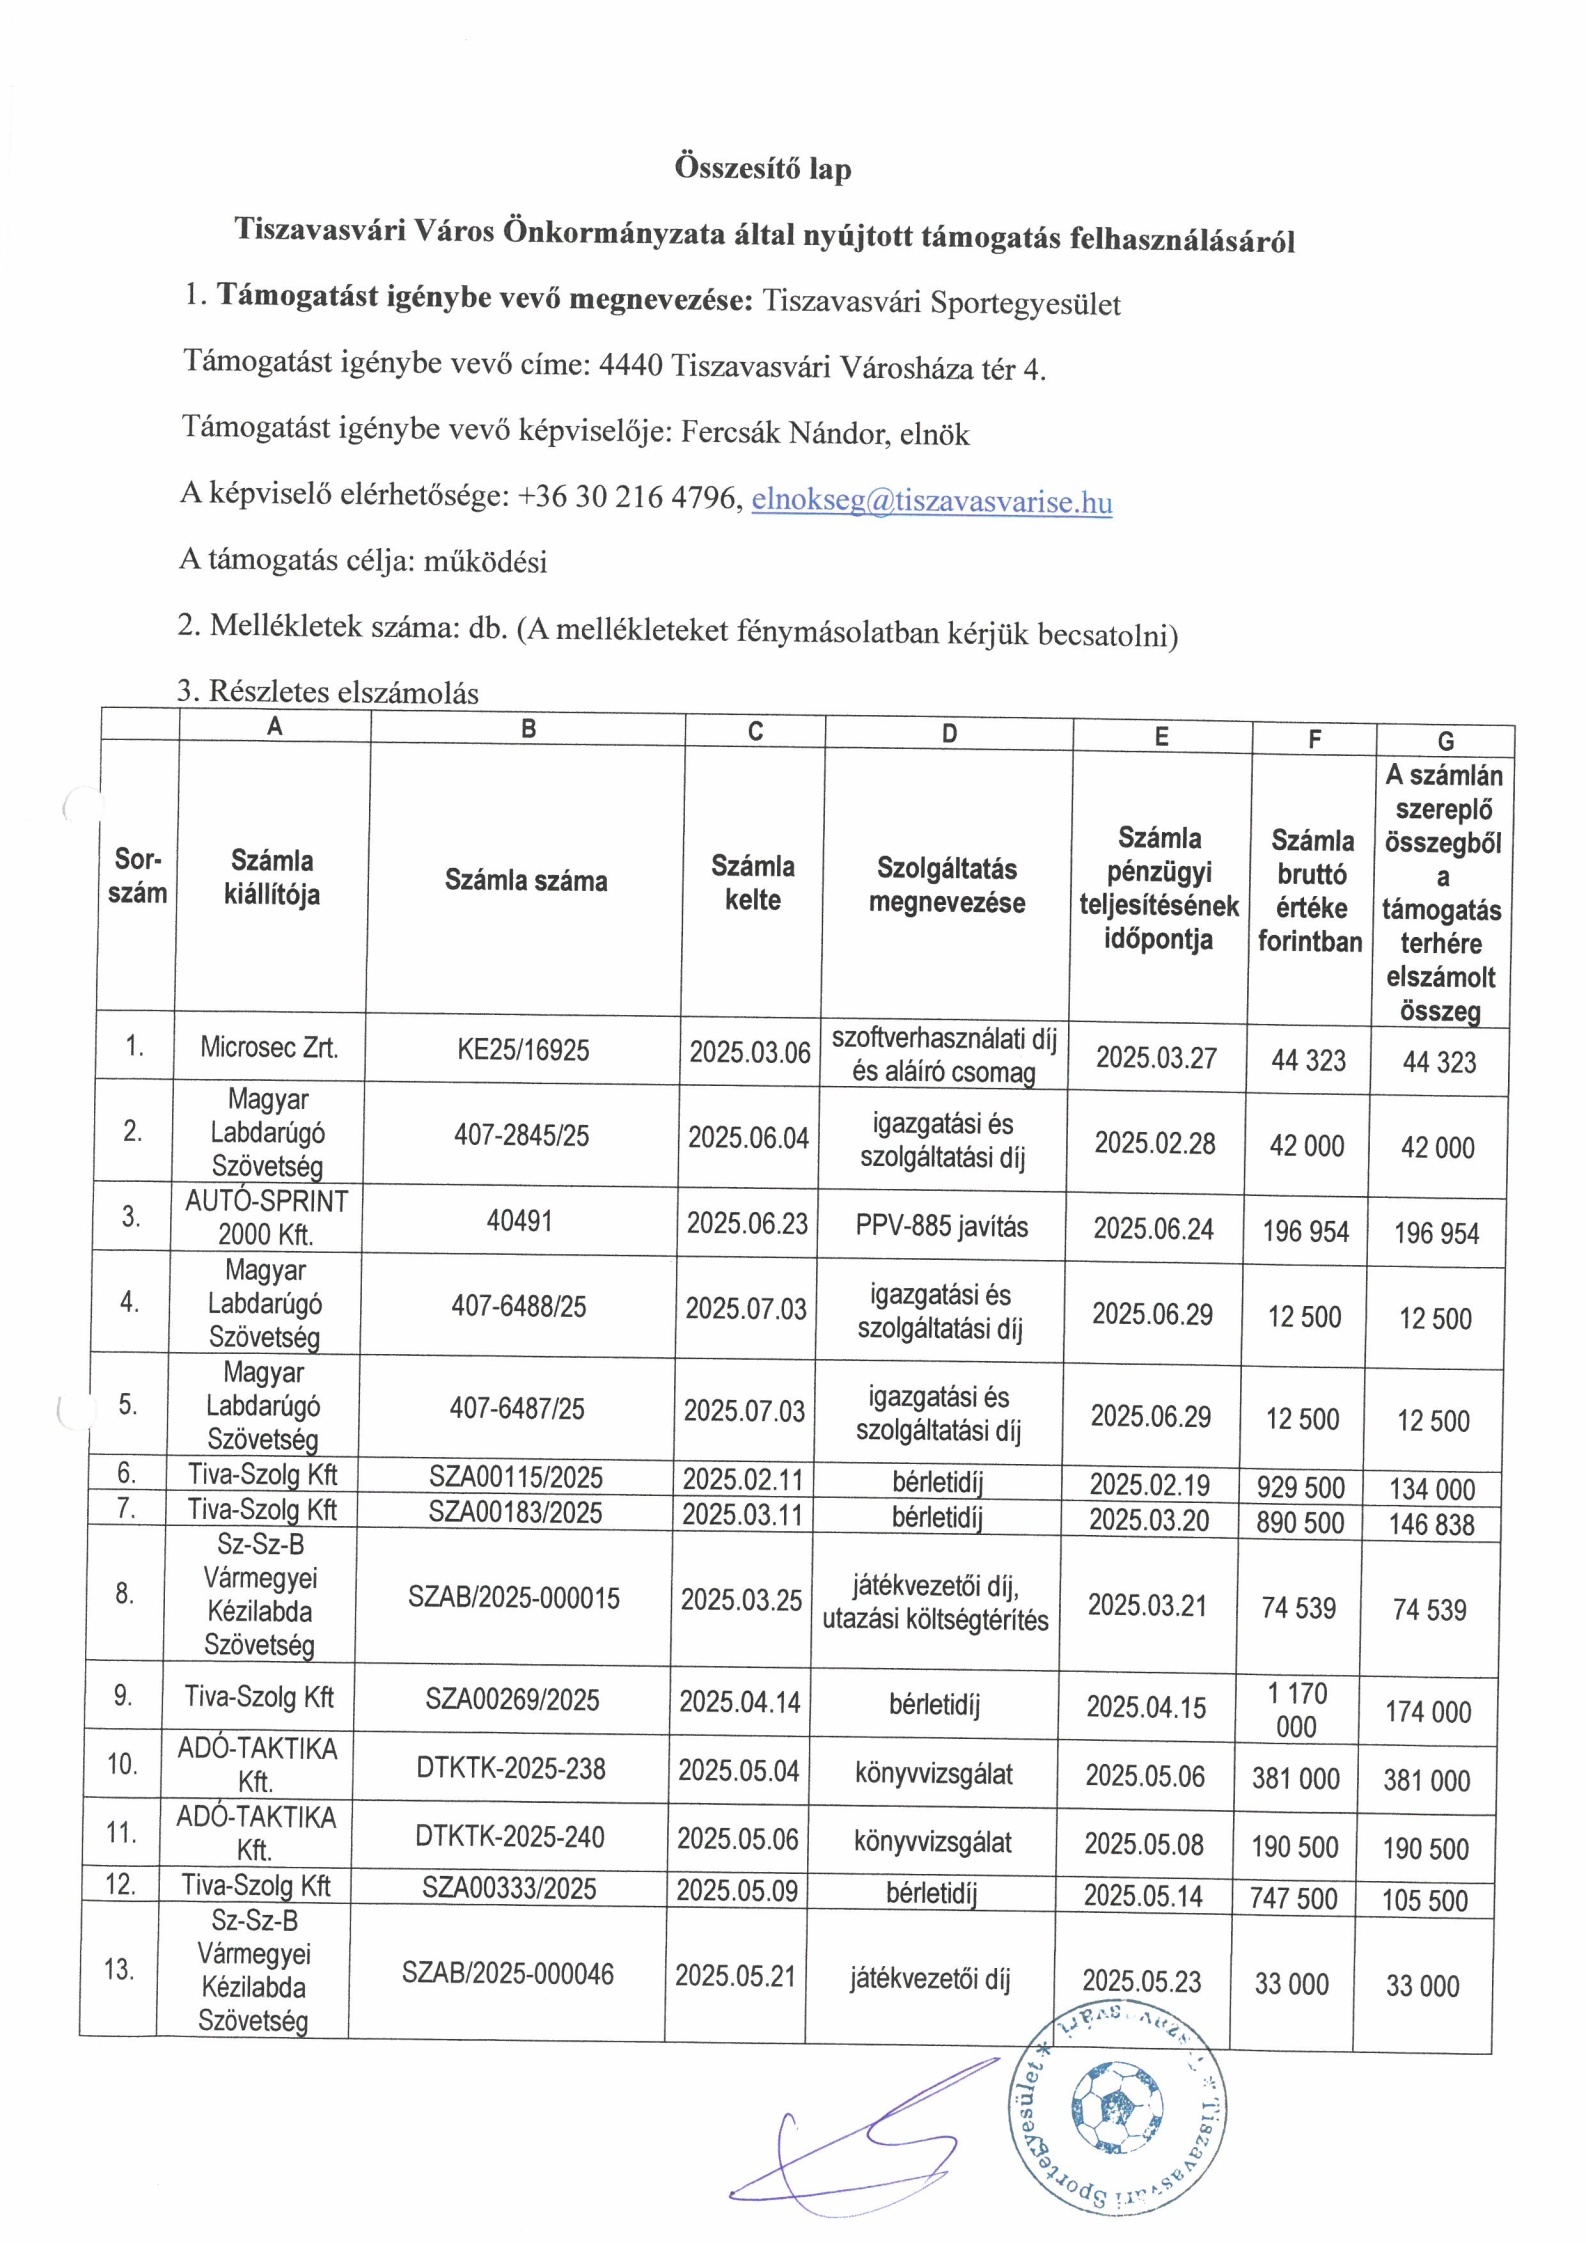 Összesítő lap
Tiszavasvári Város Önkormányzata által nyújtott támogatás felhasználásáról
1. Támogatást igénybe vevő megnevezése: Tiszavasvári Sportegyesület
Támogatást igénybe vevő címe: 4440 Tiszavasvári Városháza tér 4.
Támogatást igénybe vevő képviselője: Fercsák Nándor, elnök
A képviselő elérhetősége: +36 30 216 4796, elnokseg@tiszavasvarise.hu
A támogatás célja: működési
2. Mellékletek száma: db. (A mellékleteket fénymásolatban kérjük becsatolni)
3. Részletes elszámolás
A B C D E F G
Sor-
szám
Számla
kiállítója
Számla száma
Számla
kelte
Szolgáltatás
megnevezése
Számla
pénzügyi
teljesítésének
időpontja
Számla
bruttó
értéke
forintban
A számlán
szereplő
összegből
a
támogatás
terhére
elszámolt
összeg
1. Microsec Zrt. KE25/16925 2025.03.06 szoftverhasználati díj
és aláíró csomag 2025.03.27 44 323 44 323
2. Magyar
Labdarúgó
Szövetség 407-2845/25 2025.06.04 igazgatási és
szolgáltatási díj 2025.02.28 42 000 42 000
3. AUTÓ-SPRINT
2000 Kft. 40491 2025.06.23 PPV-885 javítás 2025.06.24 196 954 196 954
4. Magyar
Labdarúgó
Szövetség 407-6488/25 2025.07.03 igazgatási és
szolgáltatási díj 2025.06.29 12 500 12 500
5. Magyar
Labdarúgó
Szövetség 407-6487/25 2025.07.03 igazgatási és
szolgáltatási díj 2025.06.29 12 500 12 500
6. Tiva-Szolg Kft SZA00115/2025 2025.02.11 bérletidíj 2025.02.19 929 500 134 000
7. Tiva-Szolg Kft SZA00183/2025 2025.03.11 bérletidíj 2025.03.20 890 500 146 838
8. Sz-Sz-B
Vármegyei
Kézilabda
Szövetség SZAB/2025-000015 2025.03.25 játékvezetői díj,
utazási költségtérítés 2025.03.21 74 539 74 539
9. Tiva-Szolg Kft SZA00269/2025 2025.04.14 bérletidíj 2025.04.15 1 170
000 174 000
10. ADÓ-TAKTIKA
Kft. DTKTK-2025-238 2025.05.04 könyvvizsgálat 2025.05.06 381 000 381 000
11. ADÓ-TAKTIKA
Kft. DTKTK-2025-240 2025.05.06 könyvvizsgálat 2025.05.08 190 500 190 500
12. Tiva-Szolg Kft SZA00333/2025 2025.05.09 bérletidíj 2025.05.14 747 500 105 500
13. Sz-Sz-B
Vármegyei
Kézilabda
Szövetség SZAB/2025-000046 2025.05.21 játékvezetői díj 2025.05.23 33 000 33 000
* Tiszavasvári Sportegyesület *